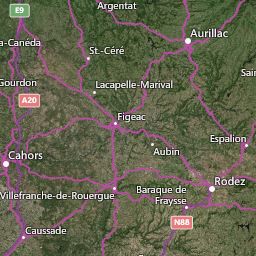 Argentat
E9
a-Canéda
Aurillac
St.-Céré
Gourdon
Lacapelle-Marival
A20
Figeac
Espalion
Aubin
Cahors
Rodez
Villefranche-de-Rouergue
Baraque de
Fraysse
N88
Caussade